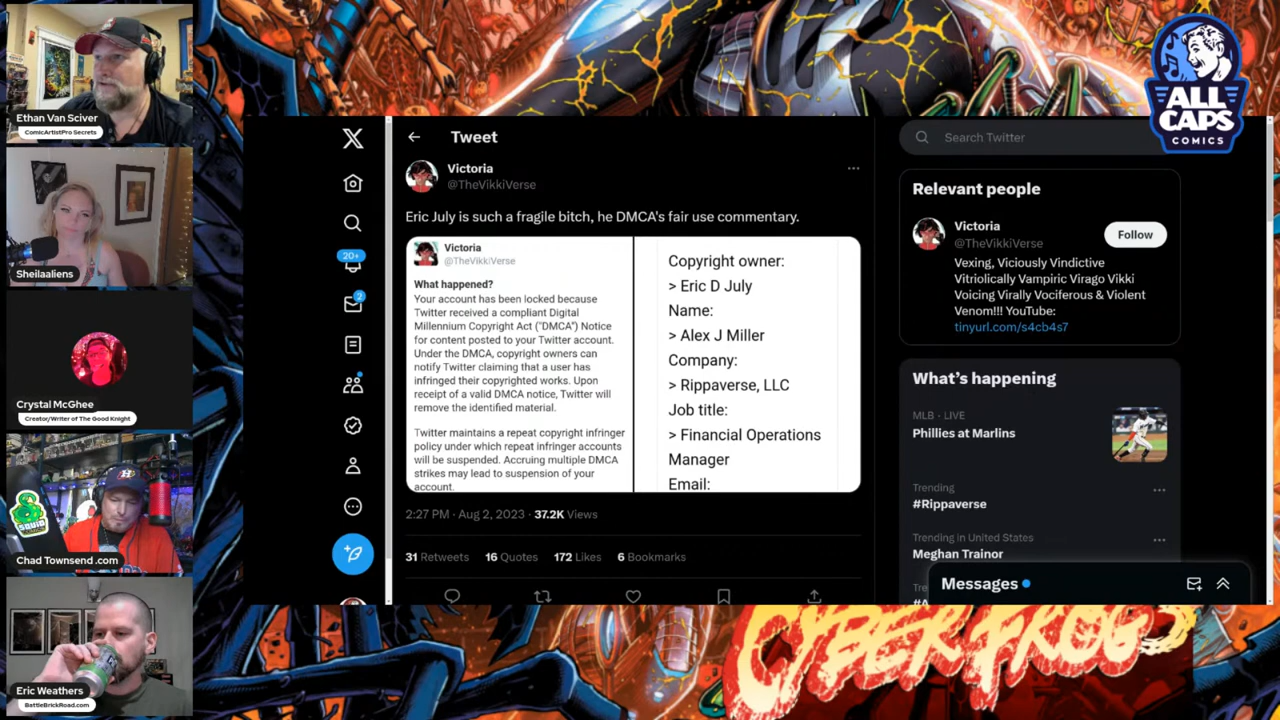 Ethan Van Sciver
ComicArtistPro Secrets
Sheilaaliens
Crystal McGhee
Creator/Writer of The Good Knight
SQUID
H
Chad Townsend .com
Eric Weathers
BattleBrickRoad.com
X
20+
2
Tweet
Victoria
@TheVikkiVerse
Eric July is such a fragile bitch, he DMCA's fair use commentary.
Victoria
@TheVikkiVerse
What happened?
Your account has been locked because
Twitter received a compliant Digital
Millennium Copyright Act ("DMCA") Notice
for content posted to your Twitter account.
Under the DMCA, copyright owners can
notify Twitter claiming that a user has
infringed their copyrighted works. Upon
receipt of a valid DMCA notice, Twitter will
remove the identified material.
Twitter maintains a repeat copyright infringer
policy under which repeat infringer accounts
will be suspended. Accruing multiple DMCA
strikes may lead to suspension of your
account.
Copyright owner:
> Eric D July
Name:
> Alex J Miller
Company:
> Rippaverse, LLC
Job title:
> Financial Operations
Manager
Email:
2:27 PM · Aug 2, 2023 · 37.2K Views
31 Retweets 16 Quotes 172 Likes 6 Bookmarks
Search Twitter
Relevant people
Victoria
@TheVikkiVerse
Follow
Vexing, Viciously Vindictive
Vitriolically Vampiric Virago Vikki
Voicing Virally Vociferous & Violent
Venom!!! YouTube:
tinyurl.com/s4cb4s7
What's happening
MLB · LIVE
Phillies at Marlins
Trending
#Rippaverse
Trending in United States
Meghan Trainor
Messages
ALL
CAPS
COMICS
CYBERFROG